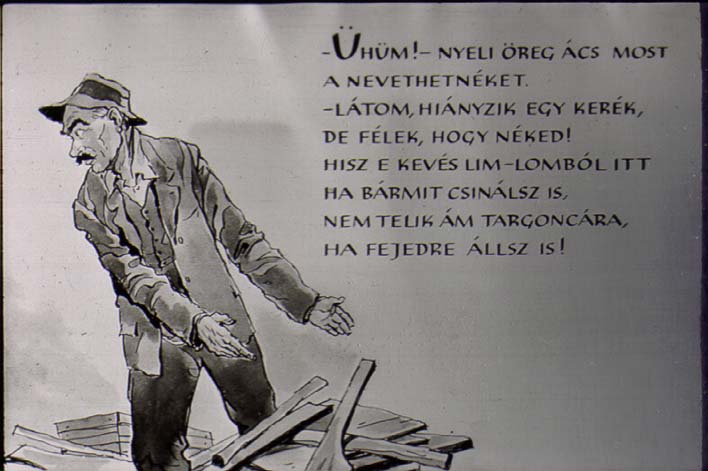 -ÜHÜM!- NYELI ÖREG ÁCS MOST
A NEVETHETNÉKET.
-LÁTOM, HIÁNYZIK EGY KERÉK,
DE FÉLEK, HOGY NÉKED!
HISZ E KEVÉS LIM-LOMBÓL ITT
HA BÁRMIT CSINÁLSZ IS,
NEM TELIK ÁM TARGONCÁRA,
HA FEJEDRE ÁLLSZ IS!